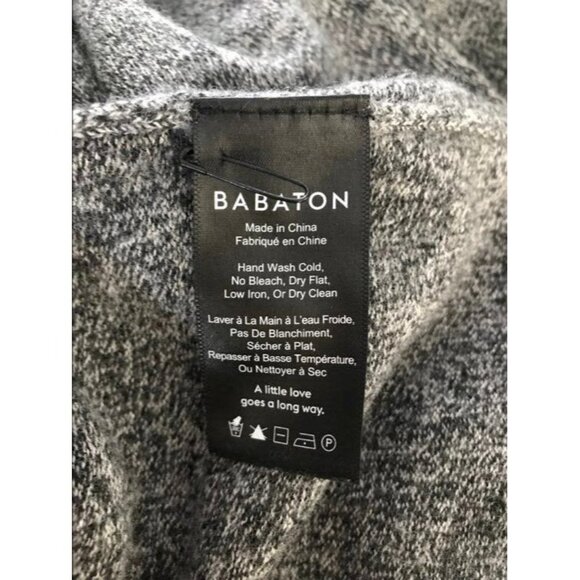 BABATON
Made in China
Fabriqué en Chine
Hand Wash Cold,
No Bleach, Dry Flat,
Low Iron, Or Dry Clean
Laver à La Main à L'eau Froide,
Pas De Blanchiment,
Sécher à Plat,
Repasser à Basse Température,
Ou Nettoyer à Sec
A little love
goes a long way.
P